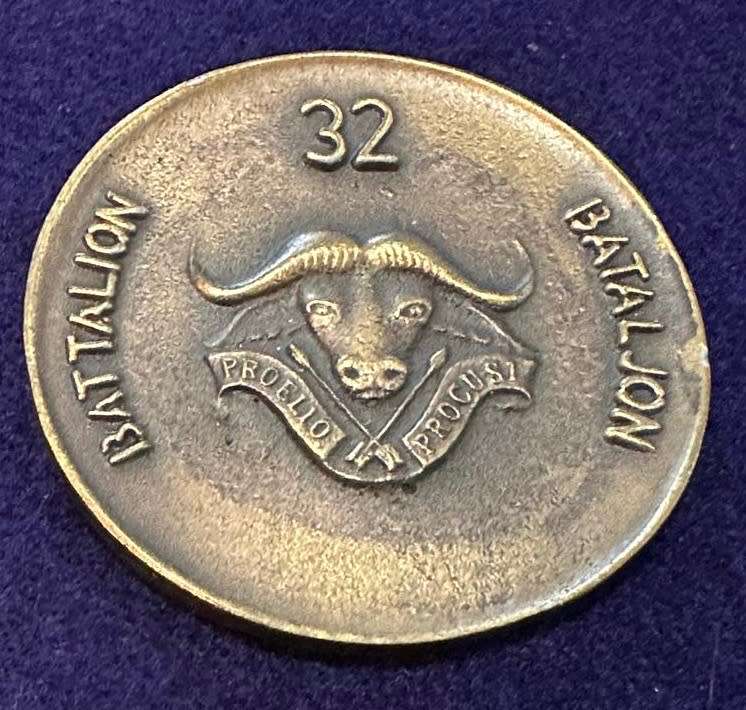 32
BATTALION
BATALJON
PROELIO PROCUSI